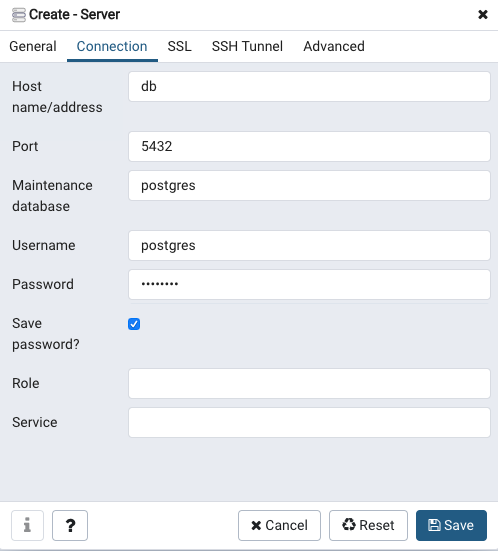 Create - Server
General Connection SSL SSH Tunnel Advanced
Host name/address db
Port 5432
Maintenance database postgres
Username postgres
Password ••••••••
Save password?
Role
Service
i ? Cancel Reset Save